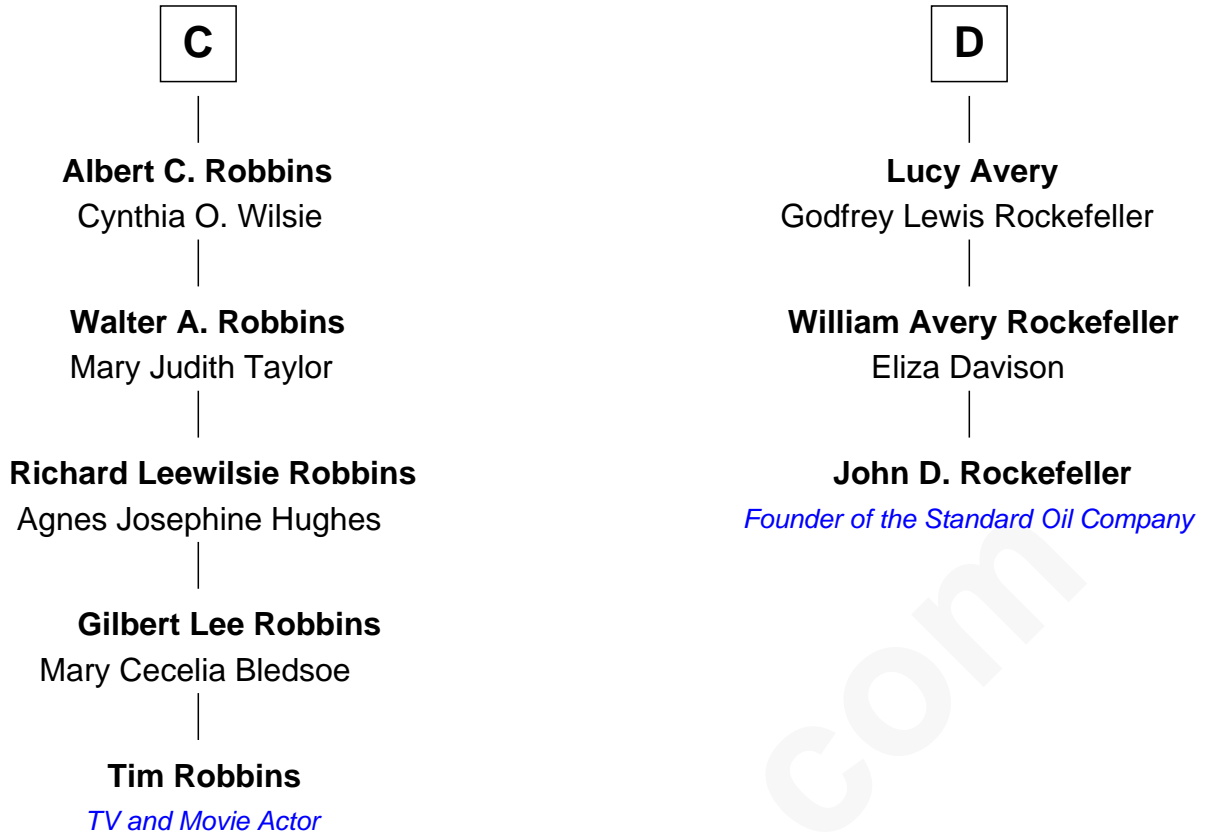 C
Albert C. Robbins
Cynthia O. Wilsie
Walter A. Robbins
Mary Judith Taylor
Richard Leewilsie Robbins
Agnes Josephine Hughes
Gilbert Lee Robbins
Mary Cecelia Bledsoe
Tim Robbins
TV and Movie Actor
D
Lucy Avery
Godfrey Lewis Rockefeller
William Avery Rockefeller
Eliza Davison
John D. Rockefeller
Founder of the Standard Oil Company
com